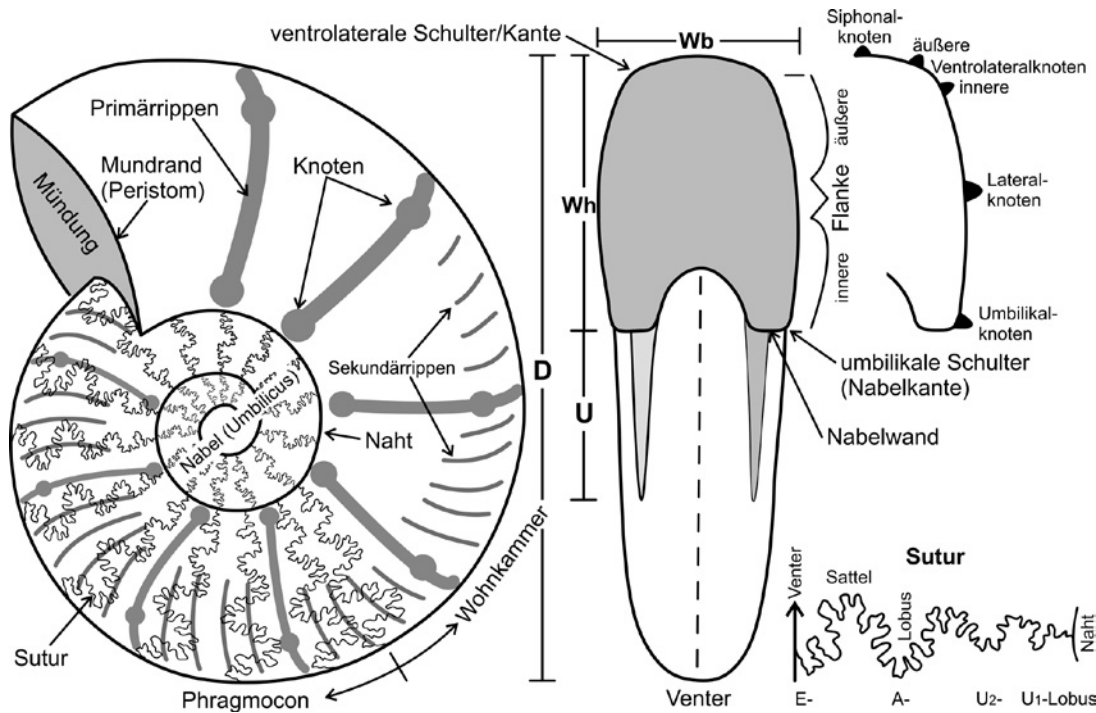 ventrolaterale Schulter/Kante
Primärrippen
Mundrand
(Peristom)
Mündung
Knoten
Sekundärrippen
Nabel (Umbilicus)
Naht
Wohnkammer
Sutur
Phragmocon
D
Wb
Wh
U
Venter
äußere
Flanke
innere
umbilikale Schulter
(Nabelkante)
Nabelwand
Siphonal-
knoten
äußere
Ventrolateralknoten
innere
Lateral-
knoten
Umbilikal-
knoten
Sutur
Venter
Sattel
Lobus
Naht
E- A- U2- U1-Lobus